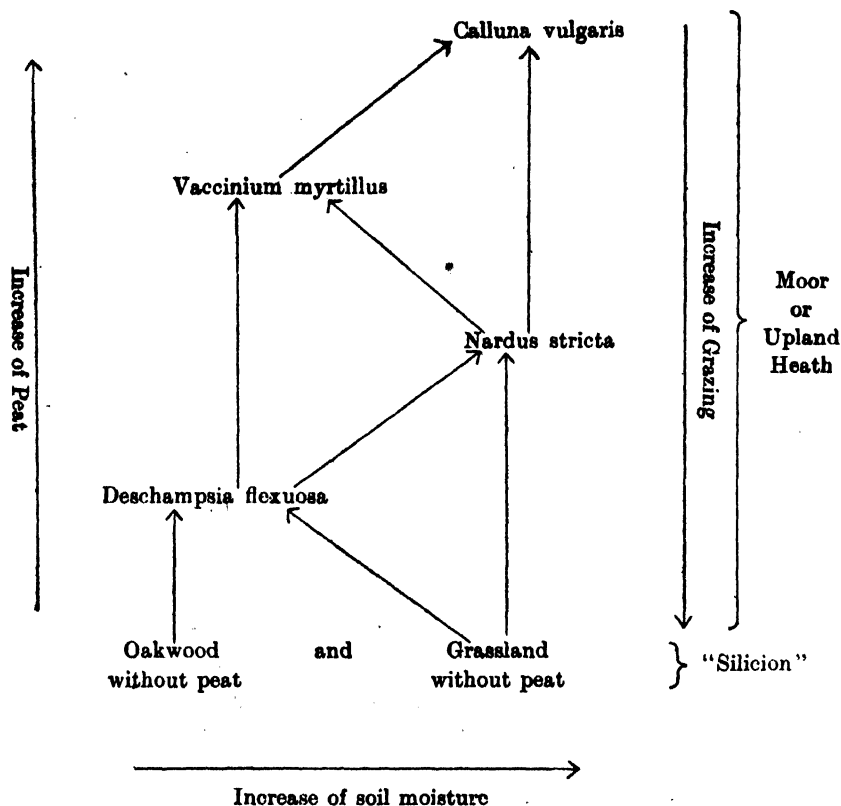 Calluna vulgaris
Vaccinium myrtillus
Increase of Peat
Increase of Grazing
Moor
or
Upland
Heath
Nardus stricta
Deschampsia flexuosa
Oakwood and Grassland
without peat without peat
"Silicion"
Increase of soil moisture